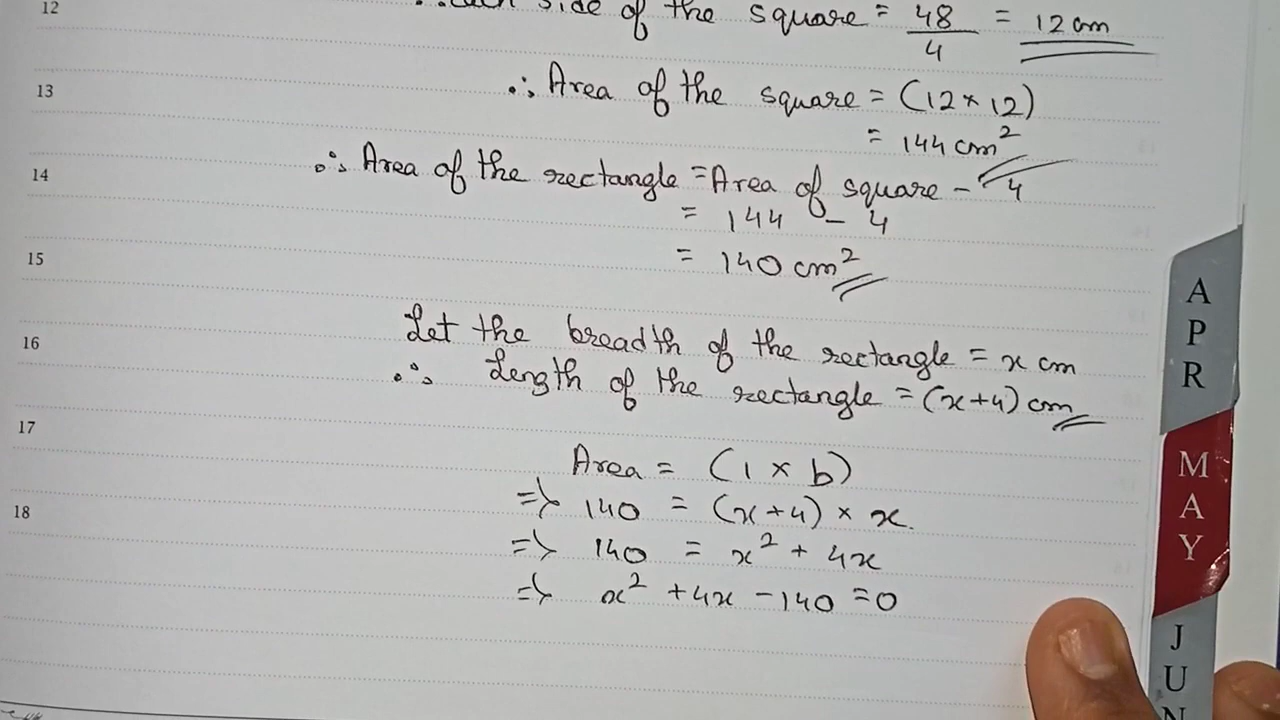 12
side of the square = 48/4 = 12 cm
13
∴ Area of the square = (12 × 12)
= 144 cm²
14
∴ Area of the rectangle = Area of square - 4
= 144 - 4
15
= 140 cm²
16
Let the breadth of the rectangle = x cm
∴ Length of the rectangle = (x+4) cm
17
Area = (l × b)
18
=> 140 = (x+4) × x.
=> 140 = x² + 4x
=> x² + 4x - 140 = 0
APR
MAY
JUN